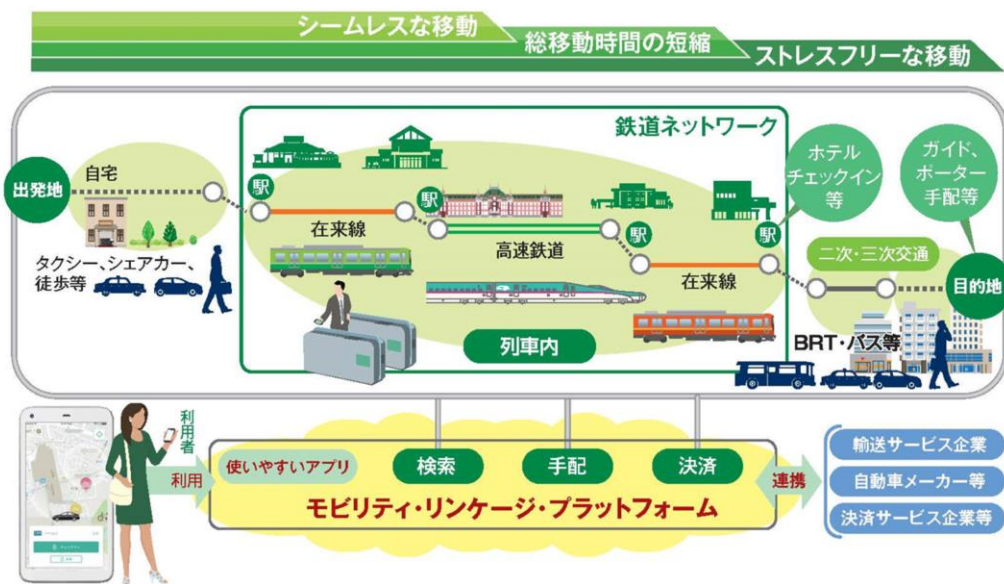 シームレスな移動
総移動時間の短縮
ストレスフリーな移動
鉄道ネットワーク
出発地
自宅
タクシー、シェアカー、
徒歩等
駅
在来線
駅
高速鉄道
駅
在来線
駅
列車内
ホテル
チェックイン
等
ガイド、
ポーター
手配等
二次・三次交通
目的地
BRT・バス等
利用者
利用
使いやすいアプリ
検索
手配
決済
モビリティ・リンケージ・プラットフォーム
連携
輸送サービス企業
自動車メーカー等
決済サービス企業等